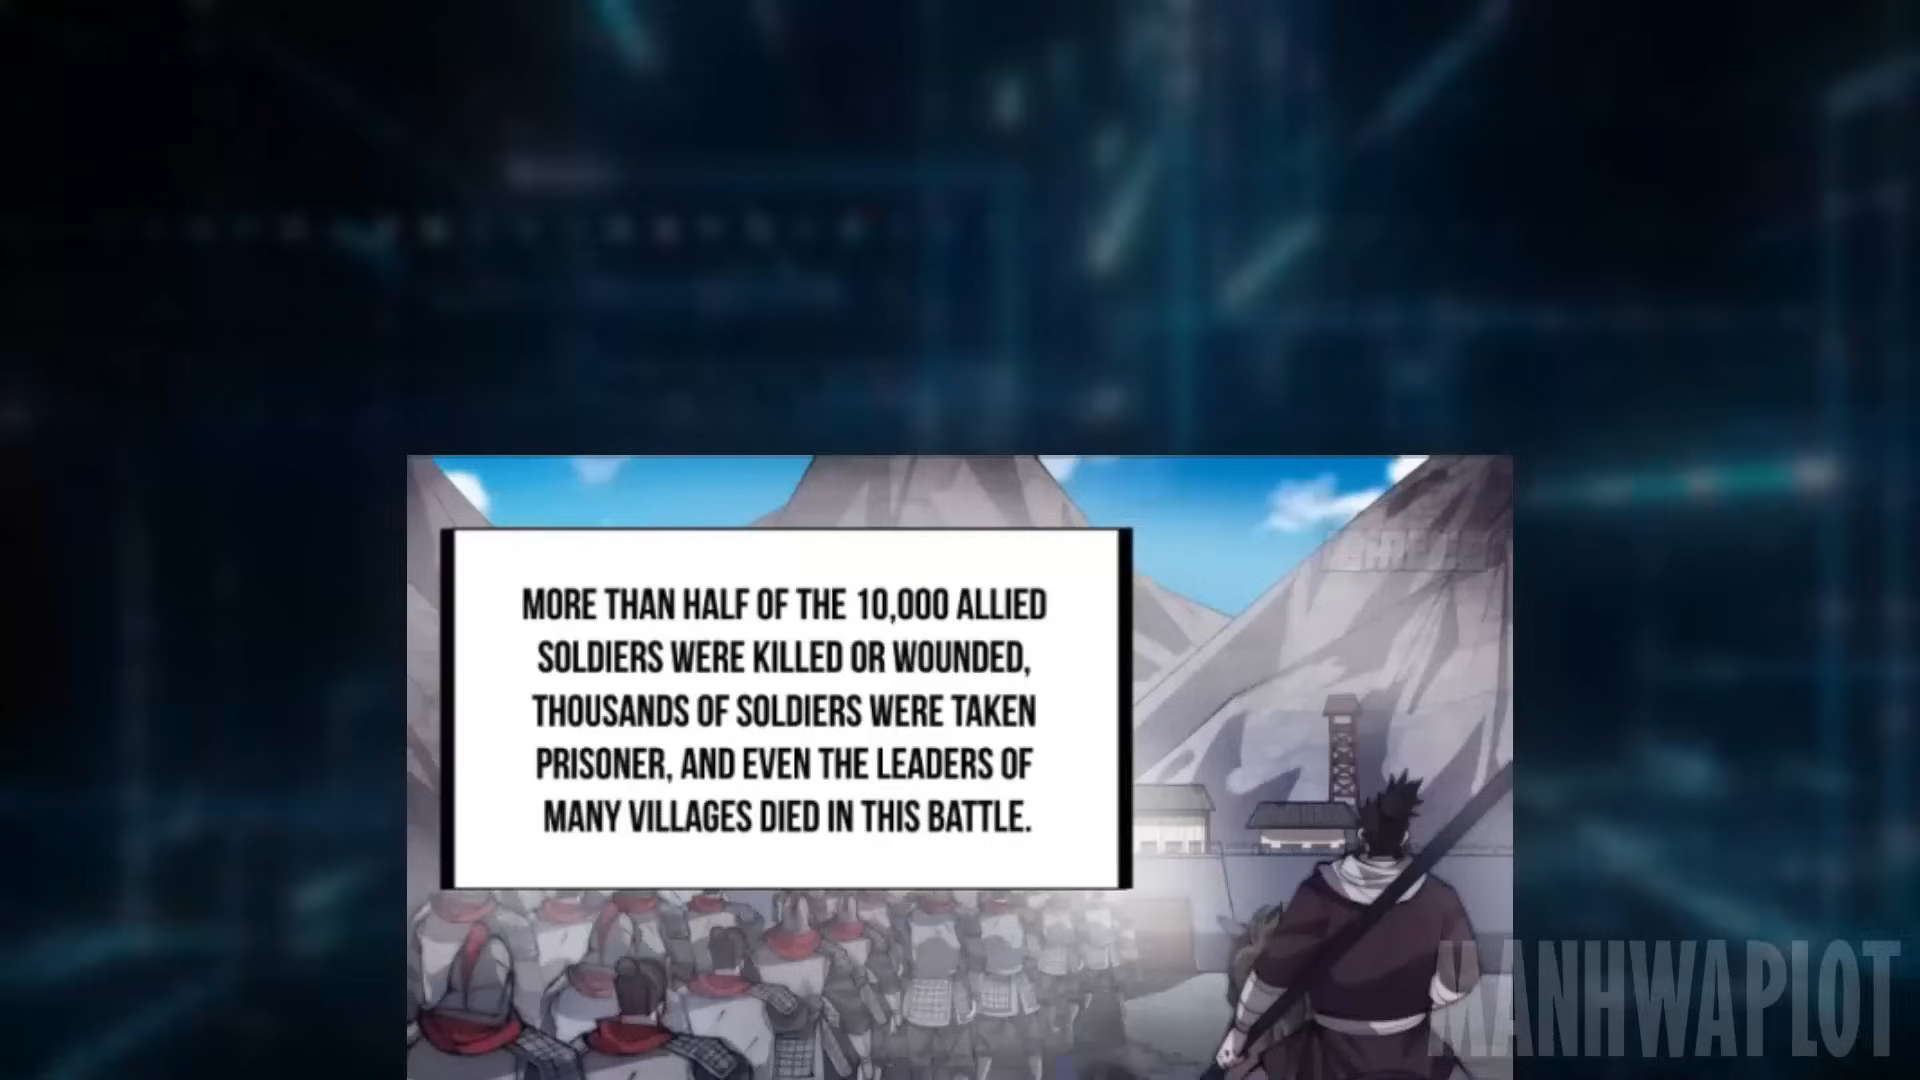 MORE THAN HALF OF THE 10,000 ALLIED
SOLDIERS WERE KILLED OR WOUNDED,
THOUSANDS OF SOLDIERS WERE TAKEN
PRISONER, AND EVEN THE LEADERS OF
MANY VILLAGES DIED IN THIS BATTLE.
MANHWAPLOT